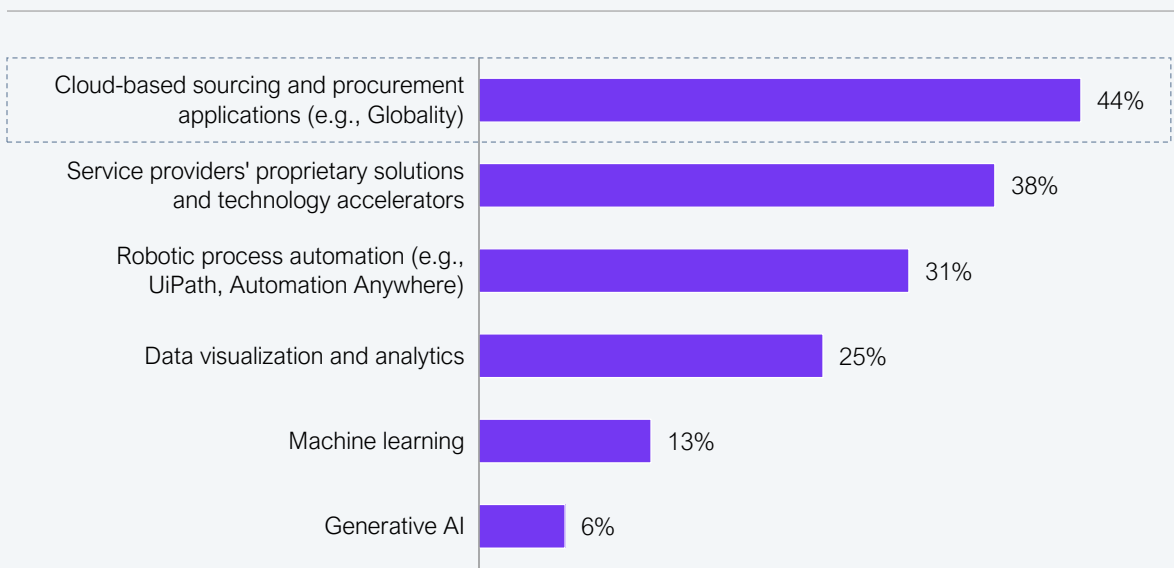 Cloud-based sourcing and procurement
applications (e.g., Globality)
44%
Service providers' proprietary solutions
and technology accelerators
38%
Robotic process automation (e.g.,
UiPath, Automation Anywhere)
31%
Data visualization and analytics
25%
Machine learning
13%
Generative AI
6%